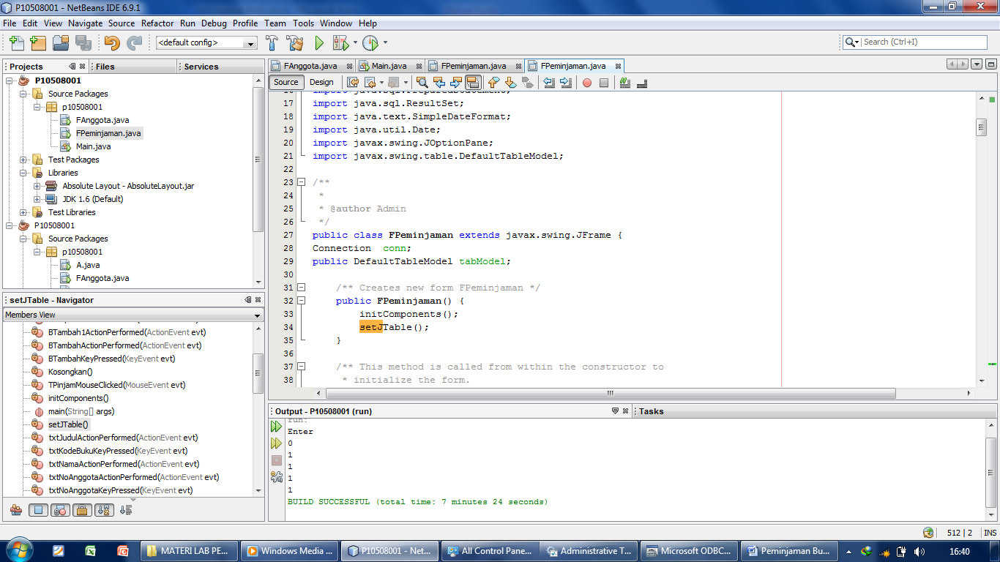 P10508001 - NetBeans IDE 6.9.1
File Edit View Navigate Source Refactor Run Debug Profile Team Tools Window Help
<default config>
Search (Ctrl+I)
Projects
Files
Services
P10508001
Source Packages
p10508001
FAnggota.java
FPeminjaman.java
Main.java
Test Packages
Libraries
Absolute Layout - AbsoluteLayout.jar
JDK 1.6 (Default)
Test Libraries
P10508001
Source Packages
p10508001
A.java
FAnggota.java
setJTable - Navigator
Members View
BTambah1ActionPerformed(ActionEvent evt)
BTambahActionPerformed(ActionEvent evt)
BTambahKeyPressed(KeyEvent evt)
Kosongkan()
TPinjamMouseClicked(MouseEvent evt)
initComponents()
main(String[] args)
setJTable()
txtJudulActionPerformed(ActionEvent evt)
txtKodeBukuKeyPressed(KeyEvent evt)
txtNamaActionPerformed(ActionEvent evt)
txtNoAnggotaActionPerformed(ActionEvent evt)
txtNoAnggotaKeyPressed(KeyEvent evt)
FAnggota.java
Main.java
FPeminjaman.java
FPeminjaman.java
Source Design
16 import java.sql.PreparedStatement;
17 import java.sql.ResultSet;
18 import java.text.SimpleDateFormat;
19 import java.util.Date;
20 import javax.swing.JOptionPane;
21 import javax.swing.table.DefaultTableModel;
22
23 /**
24 *
25 * @author Admin
26 */
27 public class FPeminjaman extends javax.swing.JFrame {
28 Connection conn;
29 public DefaultTableModel tabModel;
30
31 /** Creates new form FPeminjaman */
32 public FPeminjaman() {
33 initComponents();
34 setJTable();
35 }
36
37 /** This method is called from within the constructor to
38 * initialize the form.
Output - P10508001 (run)
Tasks
run:
Enter
0
1
1
1
1
BUILD SUCCESSFUL (total time: 7 minutes 24 seconds)
512 | 2 INS
MATERI LAB PE...
Windows Media ...
P10508001 - Net...
All Control Pane...
Administrative T...
Microsoft ODBC...
Peminjaman Bu...
16:40